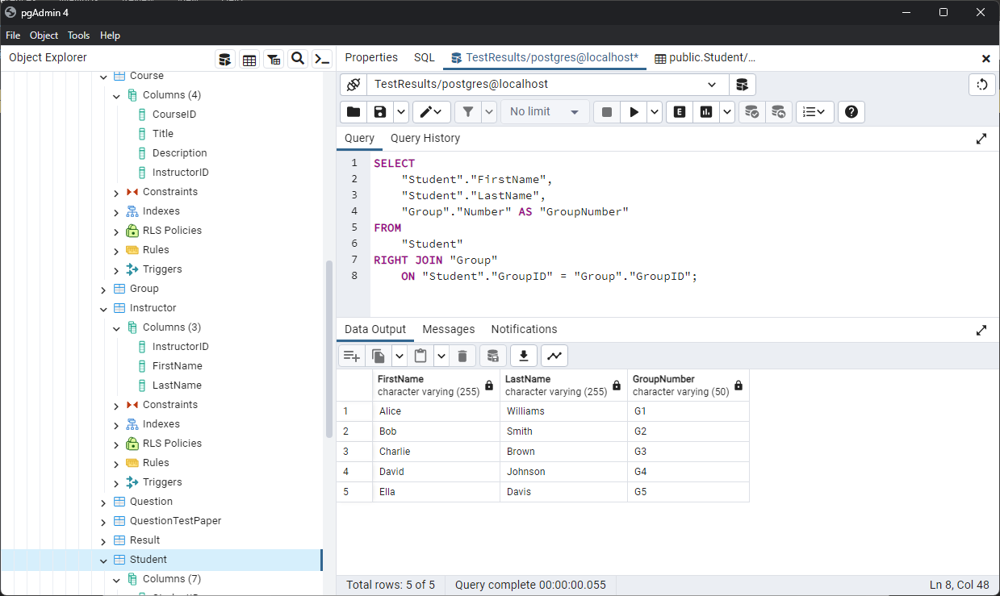 pgAdmin 4
File Object Tools Help
Object Explorer
Course
Columns (4)
CourseID
Title
Description
InstructorID
Constraints
Indexes
RLS Policies
Rules
Triggers
Group
Instructor
Columns (3)
InstructorID
FirstName
LastName
Constraints
Indexes
RLS Policies
Rules
Triggers
Question
QuestionTestPaper
Result
Student
Columns (7)
Properties SQL TestResults/postgres@localhost* public.Student/...
TestResults/postgres@localhost
No limit E
Query Query History
1 SELECT
2 "Student"."FirstName",
3 "Student"."LastName",
4 "Group"."Number" AS "GroupNumber"
5 FROM
6 "Student"
7 RIGHT JOIN "Group"
8 ON "Student"."GroupID" = "Group"."GroupID";
Data Output Messages Notifications
FirstName LastName GroupNumber
character varying (255) character varying (255) character varying (50)
1 Alice Williams G1
2 Bob Smith G2
3 Charlie Brown G3
4 David Johnson G4
5 Ella Davis G5
Total rows: 5 of 5 Query complete 00:00:00.055 Ln 8, Col 48